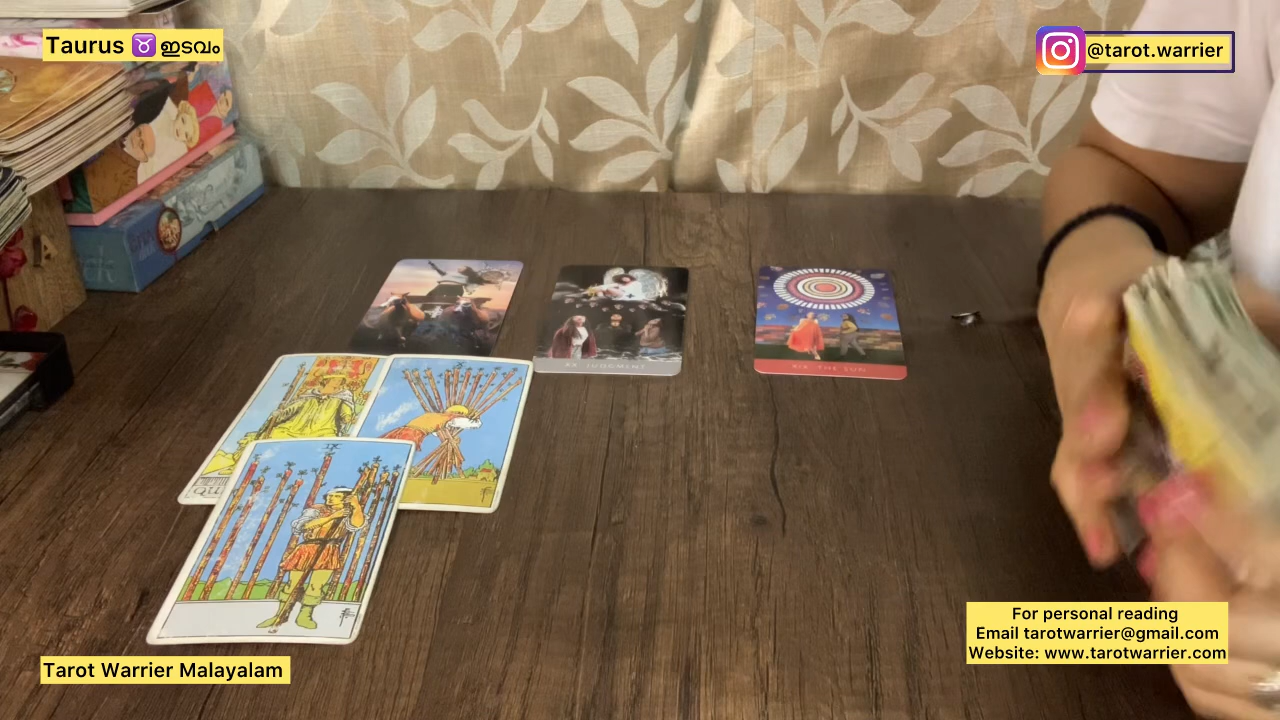 Taurus ♉ ഇടവം
@tarot.warrier
XX JUDGMENT
XIX THE SUN
IX
Tarot Warrier Malayalam
For personal reading
Email tarotwarrier@gmail.com
Website: www.tarotwarrier.com